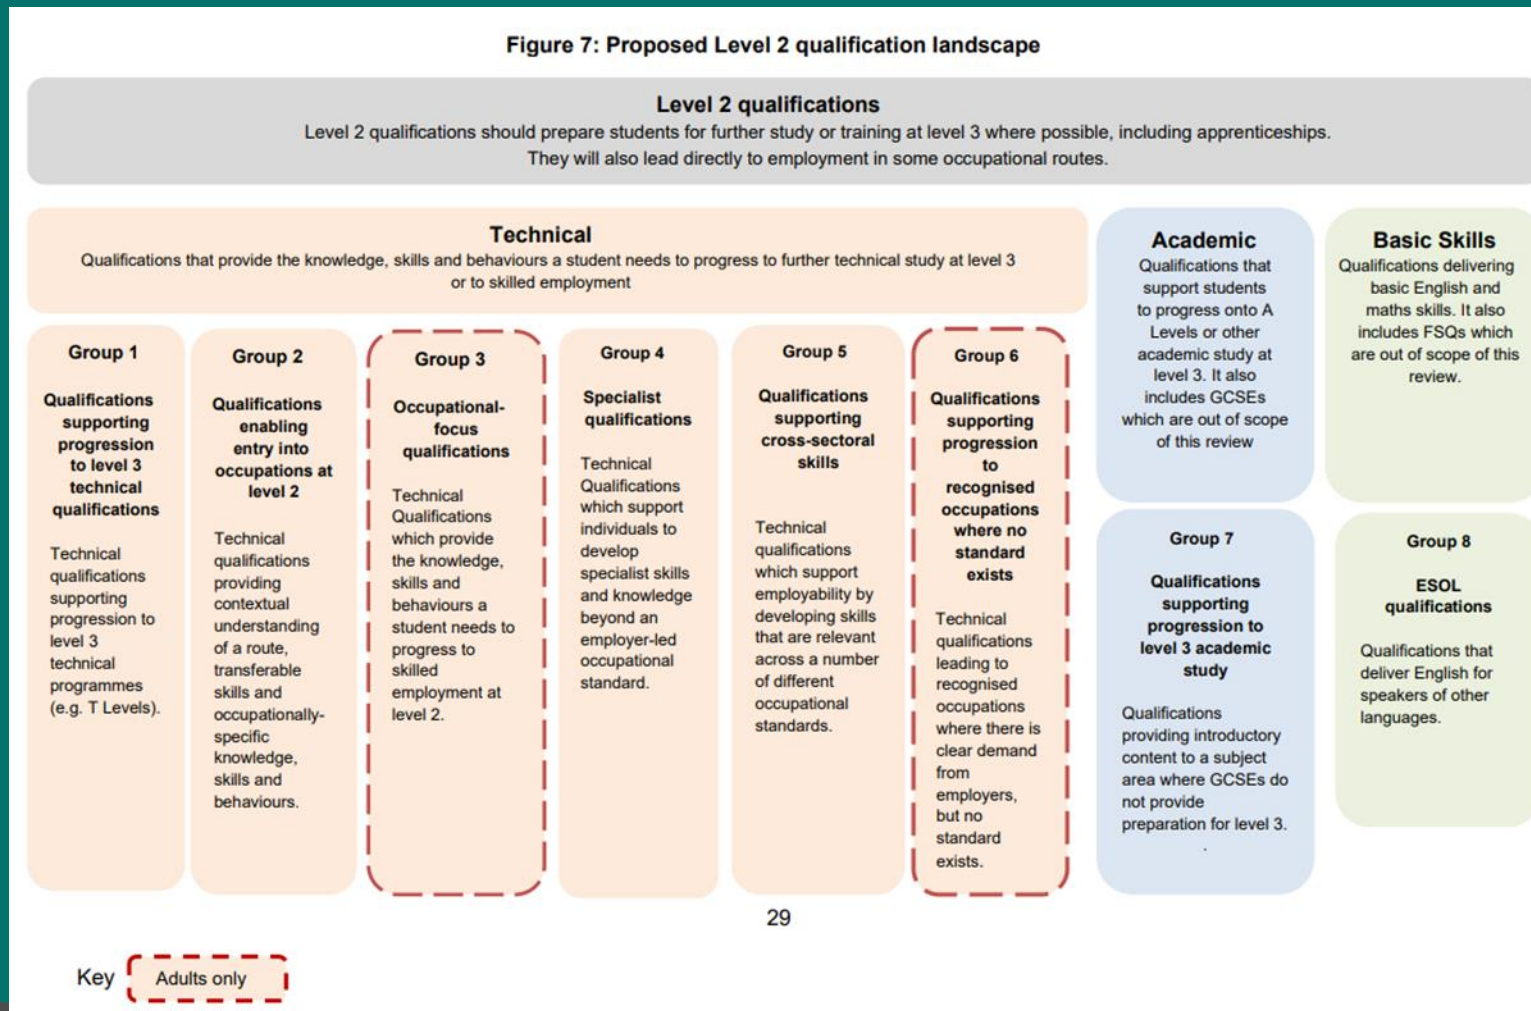 Figure 7: Proposed Level 2 qualification landscape
Level 2 qualifications
Level 2 qualifications should prepare students for further study or training at level 3 where possible, including apprenticeships.
They will also lead directly to employment in some occupational routes.
Technical
Qualifications that provide the knowledge, skills and behaviours a student needs to progress to further technical study at level 3
or to skilled employment
Group 1
Qualifications
supporting
progression
to level 3
technical
qualifications
Technical
qualifications
supporting
progression to
level 3
technical
programmes
(e.g. T Levels).
Group 2
Qualifications
enabling
entry into
occupations at
level 2
Technical
qualifications
providing
contextual
understanding
of a route,
transferable
skills and
occupationally-
specific
knowledge,
skills and
behaviours.
Group 3
Occupational-
focus
qualifications
Technical
Qualifications
which provide
the knowledge,
skills and
behaviours a
student needs to
progress to
skilled
employment at
level 2.
Group 4
Specialist
qualifications
Technical
Qualifications
which support
individuals to
develop
specialist skills
and knowledge
beyond an
employer-led
occupational
standard.
Group 5
Qualifications
supporting
cross-sectoral
skills
Technical
qualifications
which support
employability by
developing skills
that are relevant
across a number
of different
occupational
standards.
Group 6
Qualifications
supporting
progression
to
recognised
occupations
where no
standard
exists
Technical
qualifications
leading to
recognised
occupations
where there is
clear demand
from
employers,
but no
standard
exists.
Academic
Qualifications that
support students
to progress onto A
Levels or other
academic study at
level 3. It also
includes GCSEs
which are out of scope
of this review
Group 7
Qualifications
supporting
progression to
level 3 academic
study
Qualifications
providing introductory
content to a subject
area where GCSEs do
not provide
preparation for level 3.
.
Basic Skills
Qualifications delivering
basic English and
maths skills. It also
includes FSQs which
are out of scope of this
review.
Group 8
ESOL
qualifications
Qualifications that
deliver English for
speakers of other
languages.
29
Key
Adults only